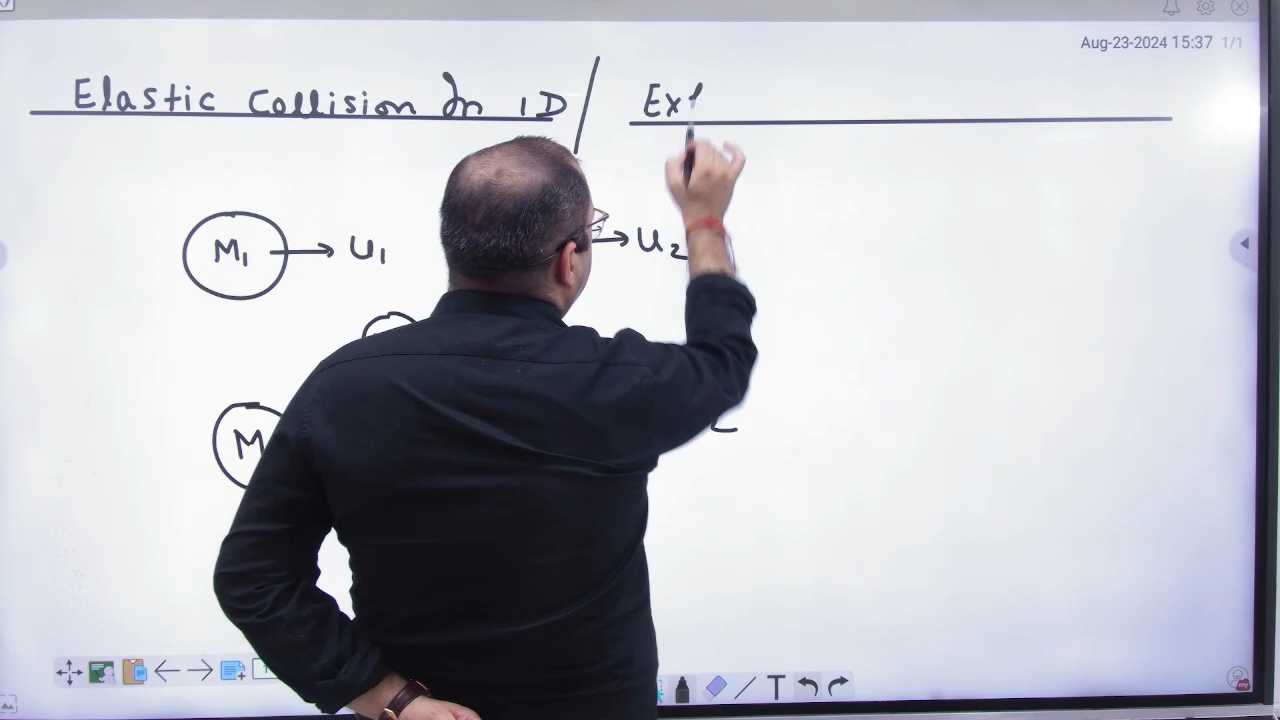 Aug-23-2024 15:37 1/1
Elastic Collision In 1D / Ex
M1 → U1
→ U2
M
T